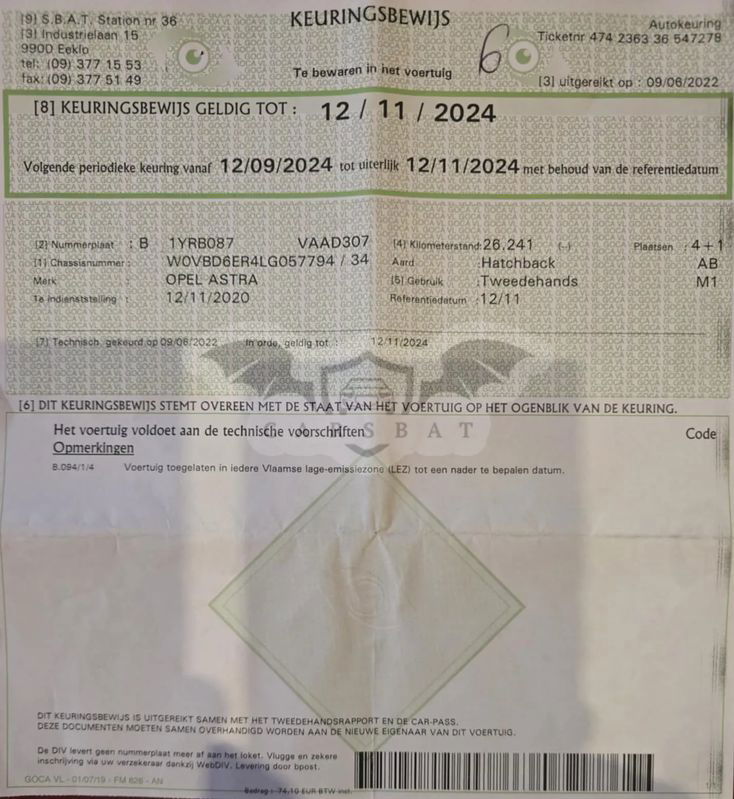 [9] S.B.A.T. Station nr 36
[3] Industrielaan 15
9900 Eeklo
tel: (09) 377 15 53
fax: (09) 377 51 49
KEURINGSBEWIJS
Te bewaren in het voertuig
6
Autokeuring
Ticketnr 474 2363 36 547278
[3] uitgereikt op : 09/06/2022
[8] KEURINGSBEWIJS GELDIG TOT : 12 / 11 / 2024
Volgende periodieke keuring vanaf 12/09/2024 tot uiterlijk 12/11/2024 met behoud van de referentiedatum
[2] Nummerplaat : B 1YRB087 VAAD307 [4] Kilometerstand: 26.241 (--) Plaatsen : 4 + 1
[1] Chassisnummer : W0VBD6ER4LG057794 / 34 Aard : Hatchback AB
Merk : OPEL ASTRA [5] Gebruik : Tweedehands M1
1e indienststelling : 12/11/2020 Referentiedatum : 12/11
[7] Technisch gekeurd op 09/06/2022 In orde, geldig tot : 12/11/2024
[6] DIT KEURINGSBEWIJS STEMT OVEREEN MET DE STAAT VAN HET VOERTUIG OP HET OGENBLIK VAN DE KEURING.
Het voertuig voldoet aan de technische voorschriften Code
CARSBAT
Opmerkingen
B.094/1/4 Voertuig toegelaten in iedere Vlaamse lage-emissiezone (LEZ) tot een nader te bepalen datum.
DIT KEURINGSBEWIJS IS UITGEREIKT SAMEN MET HET TWEEDEHANDSRAPPORT EN DE CAR-PASS.
DEZE DOCUMENTEN MOETEN SAMEN OVERHANDIGD WORDEN AAN DE NIEUWE EIGENAAR VAN DIT VOERTUIG.
De DIV levert geen nummerplaat meer af aan het loket. Vlugge en zekere
inschrijving via uw verzekeraar dankzij WebDIV. Levering door bpost.
GOCA VL - 01/07/19 - FM 626 - AN
Bedrag : 74,10 EUR BTW incl.
1/1